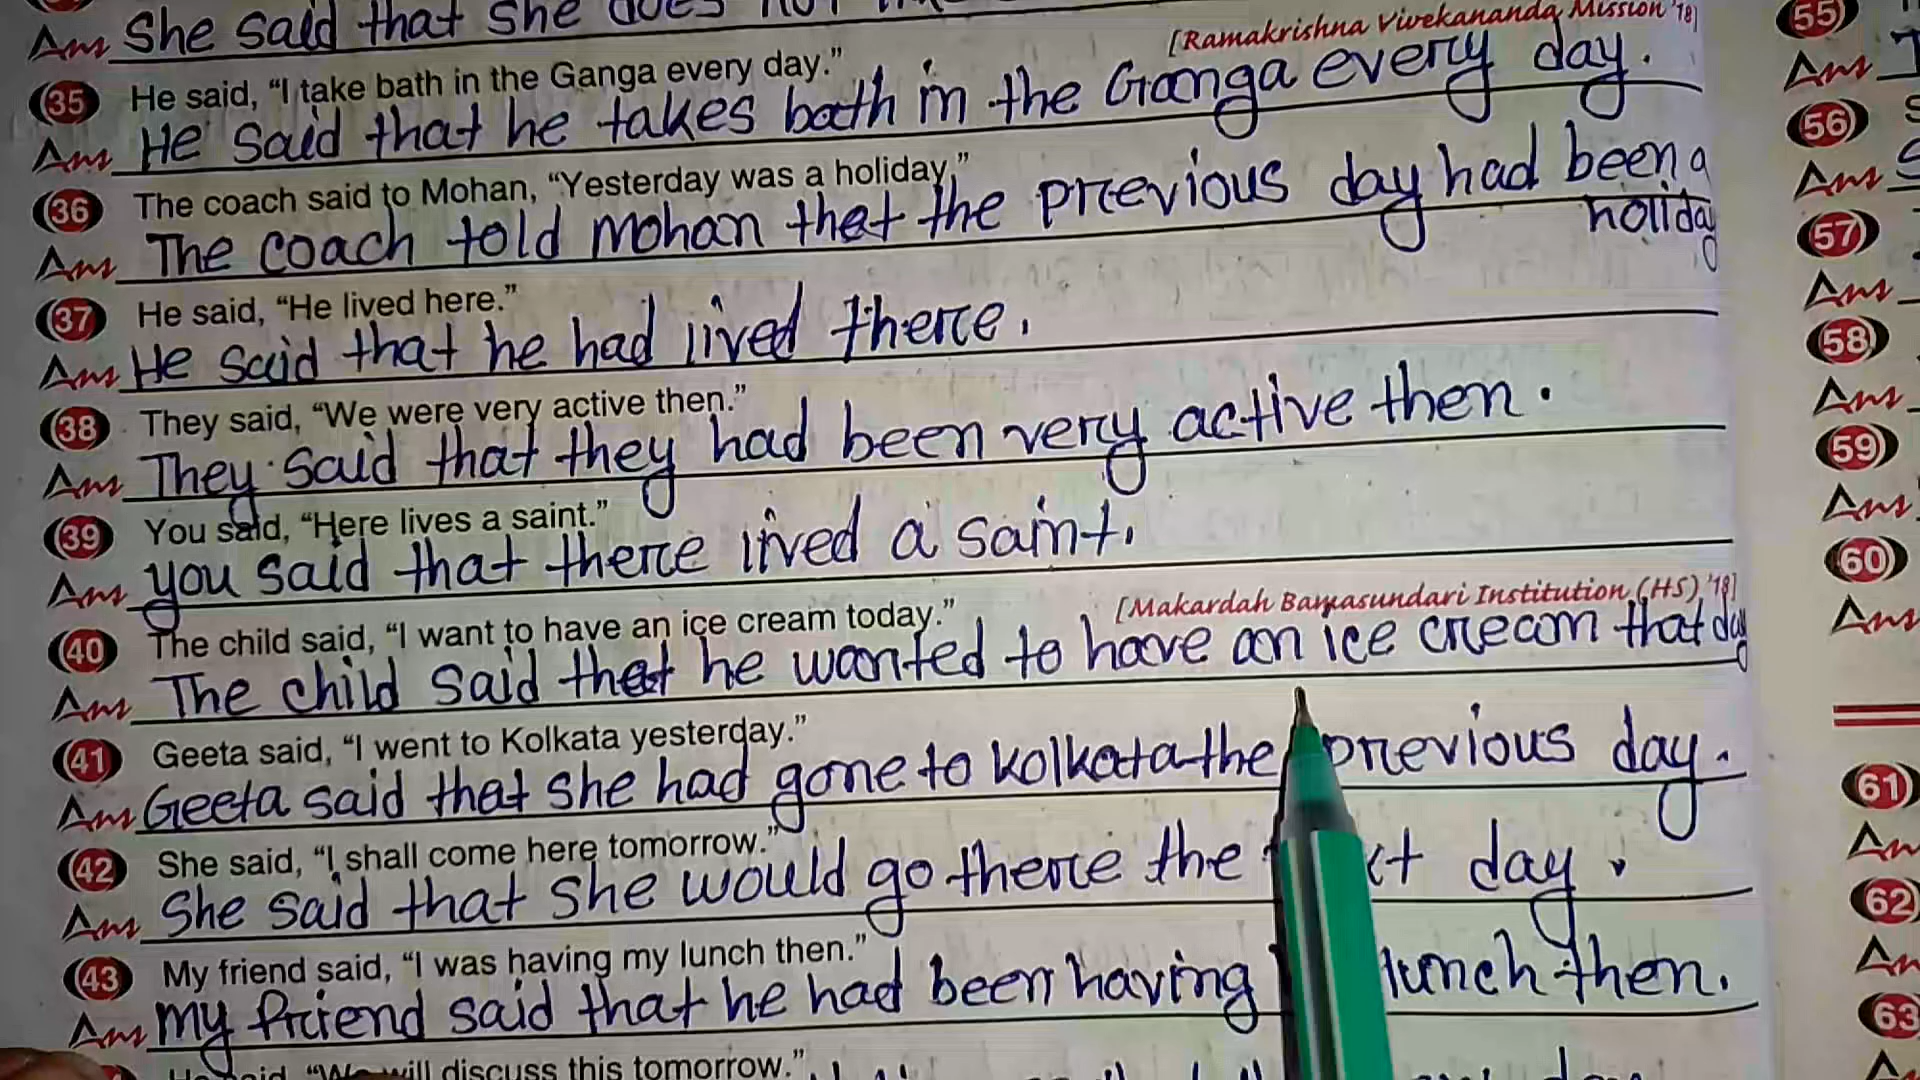 Ans She said that she does not
[Ramakrishna Vivekananda Mission '18]
35 He said, “I take bath in the Ganga every day.”
Ans He said that he takes bath in the Ganga every day.
36 The coach said to Mohan, “Yesterday was a holiday.”
Ans The coach told mohan that the previous day had been a holiday
37 He said, “He lived here.”
Ans He said that he had lived there.
38 They said, “We were very active then.”
Ans They said that they had been very active then.
39 You said, “Here lives a saint.”
Ans you said that there lived a saint.
[Makardah Bamasundari Institution (HS) '18]
40 The child said, “I want to have an ice cream today.”
Ans The child said that he wanted to have an ice cream that day
41 Geeta said, “I went to Kolkata yesterday.”
Ans Geeta said that she had gone to kolkata the previous day.
42 She said, “I shall come here tomorrow.”
Ans She said that she would go there the day.
43 My friend said, “I was having my lunch then.”
Ans my friend said that he had been having lunch then.
will discuss this tomorrow.”
55
Ans
56
Ans
57
Ans
58
Ans
59
Ans
60
Ans
61
Ans
62
Ans
63
Ans